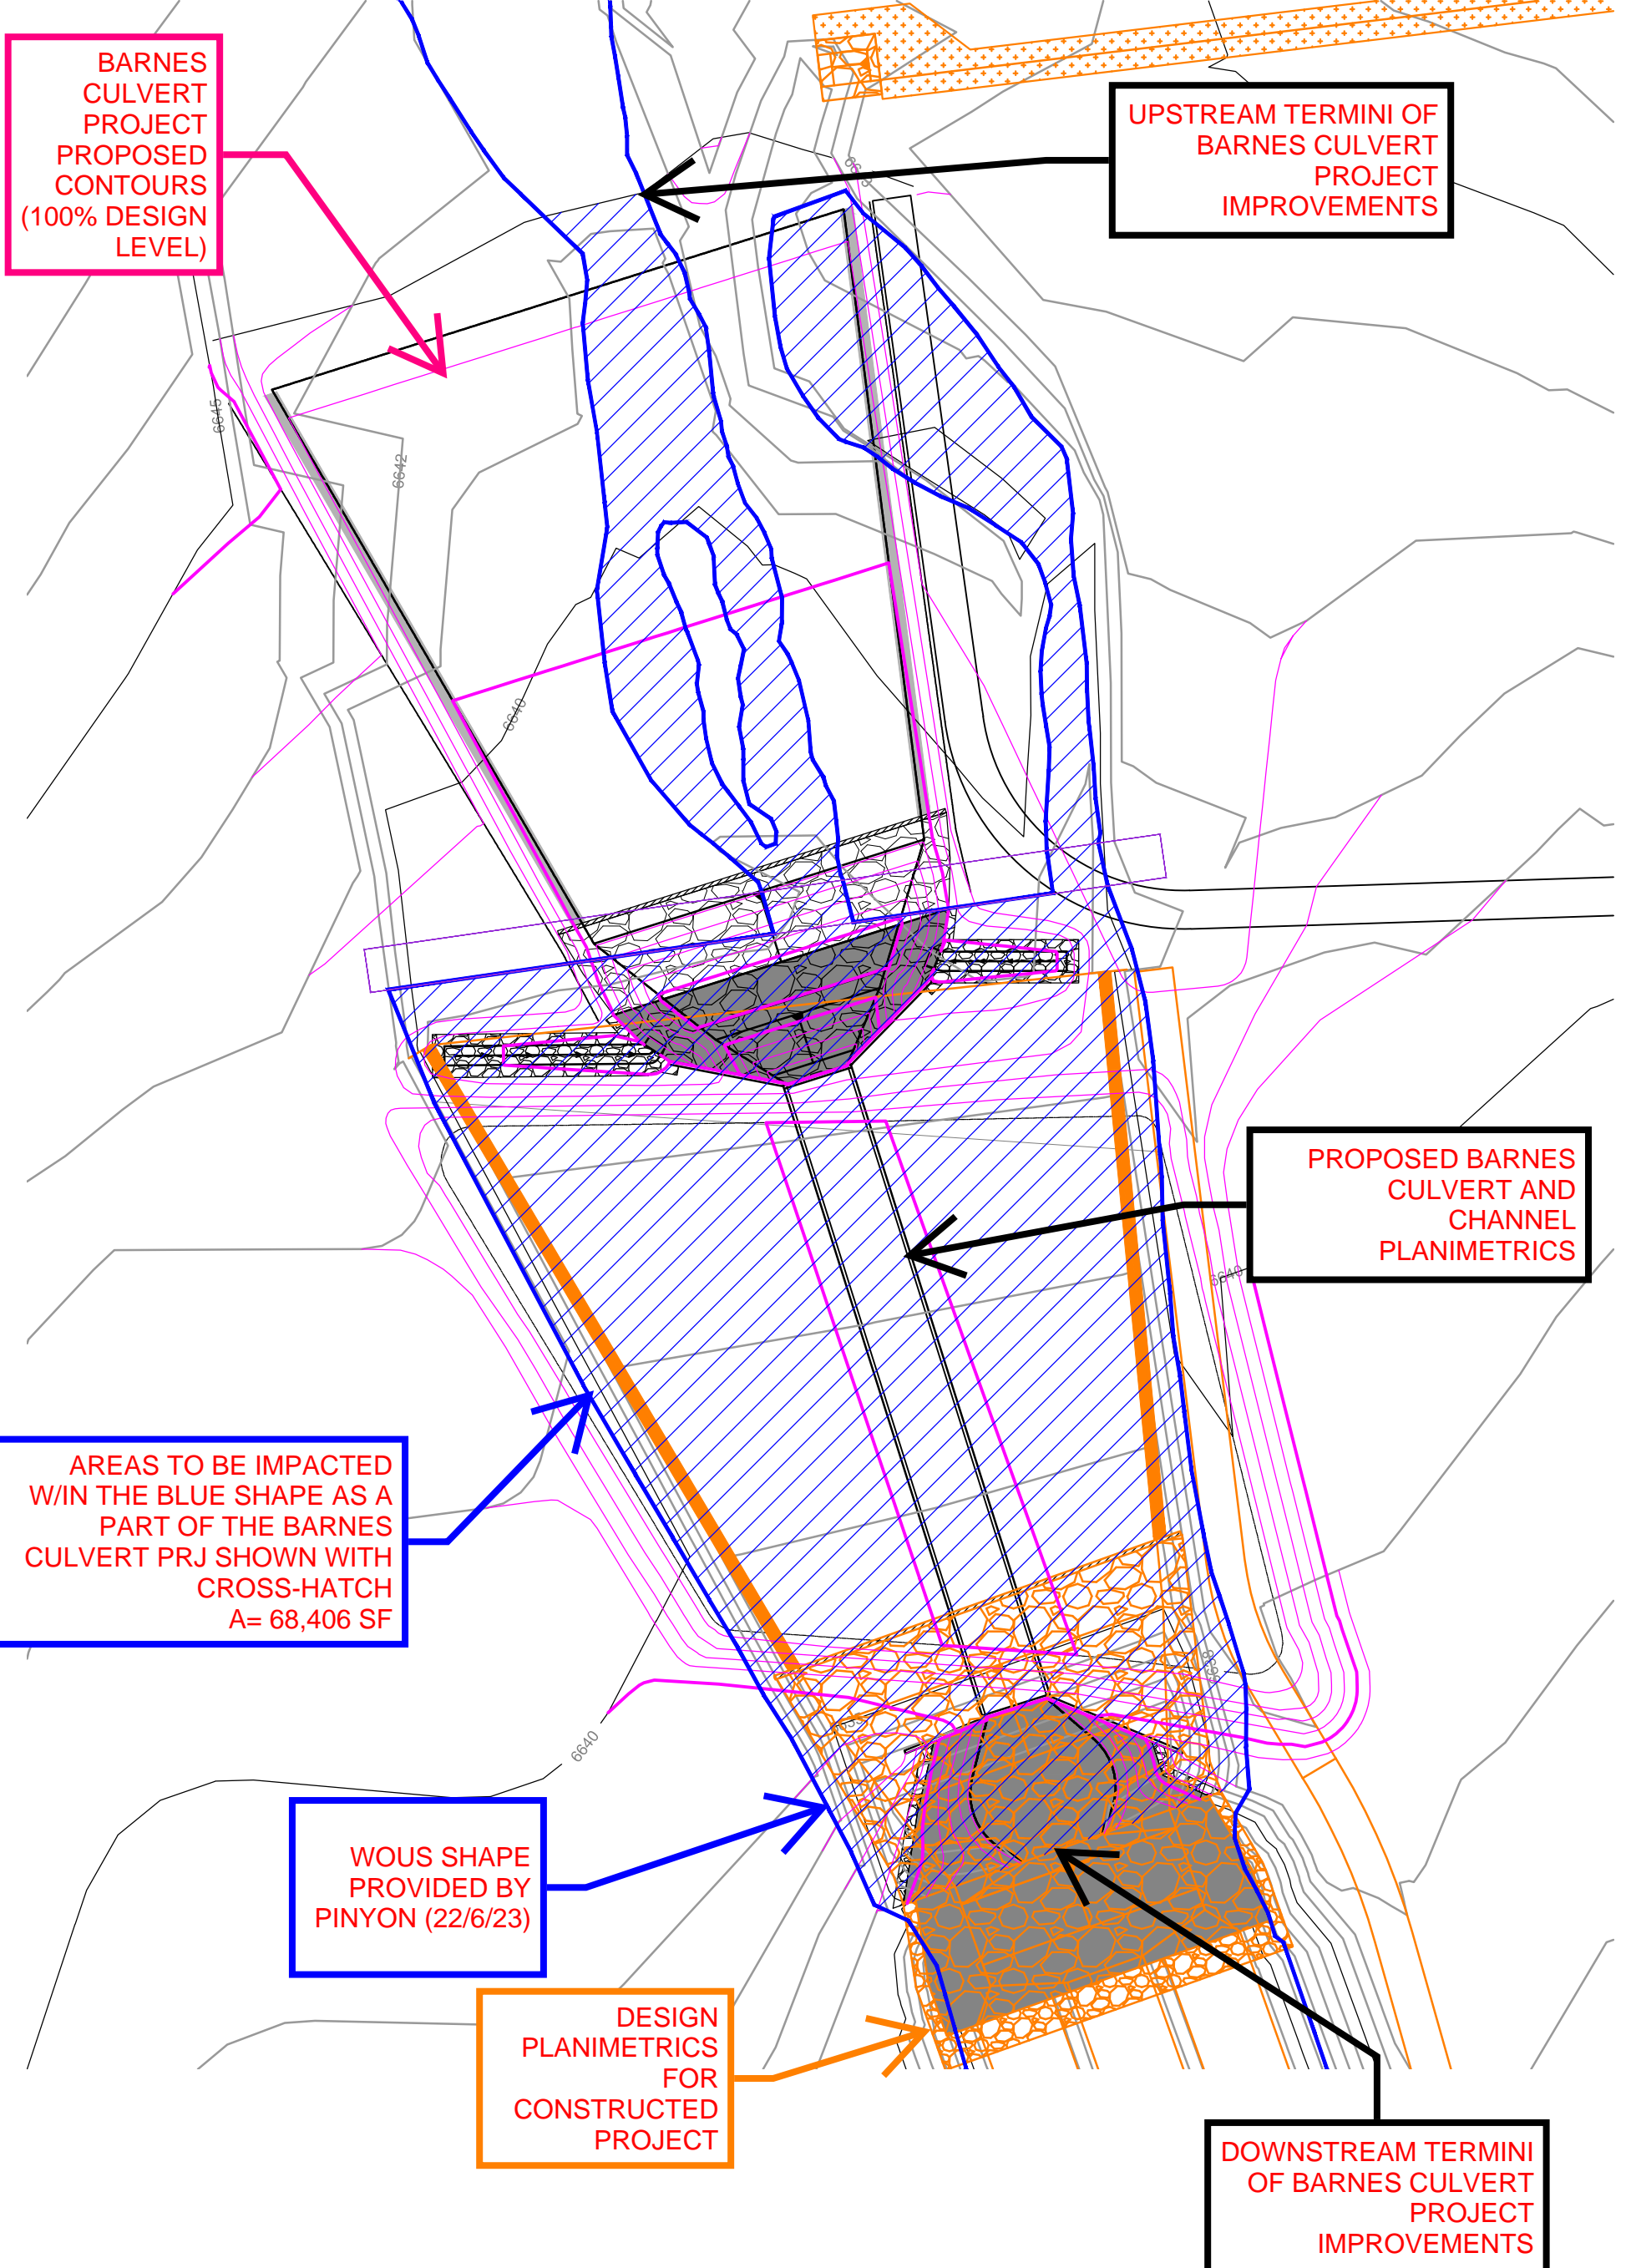 BARNES
CULVERT
PROJECT
PROPOSED
CONTOURS
(100% DESIGN
LEVEL)
UPSTREAM TERMINI OF
BARNES CULVERT
PROJECT
IMPROVEMENTS
6645
6642
6640
PROPOSED BARNES
CULVERT AND
CHANNEL
PLANIMETRICS
6640
AREAS TO BE IMPACTED
W/IN THE BLUE SHAPE AS A
PART OF THE BARNES
CULVERT PRJ SHOWN WITH
CROSS-HATCH
A= 68,406 SF
6640
WOUS SHAPE
PROVIDED BY
PINYON (22/6/23)
DESIGN
PLANIMETRICS
FOR
CONSTRUCTED
PROJECT
DOWNSTREAM TERMINI
OF BARNES CULVERT
PROJECT
IMPROVEMENTS